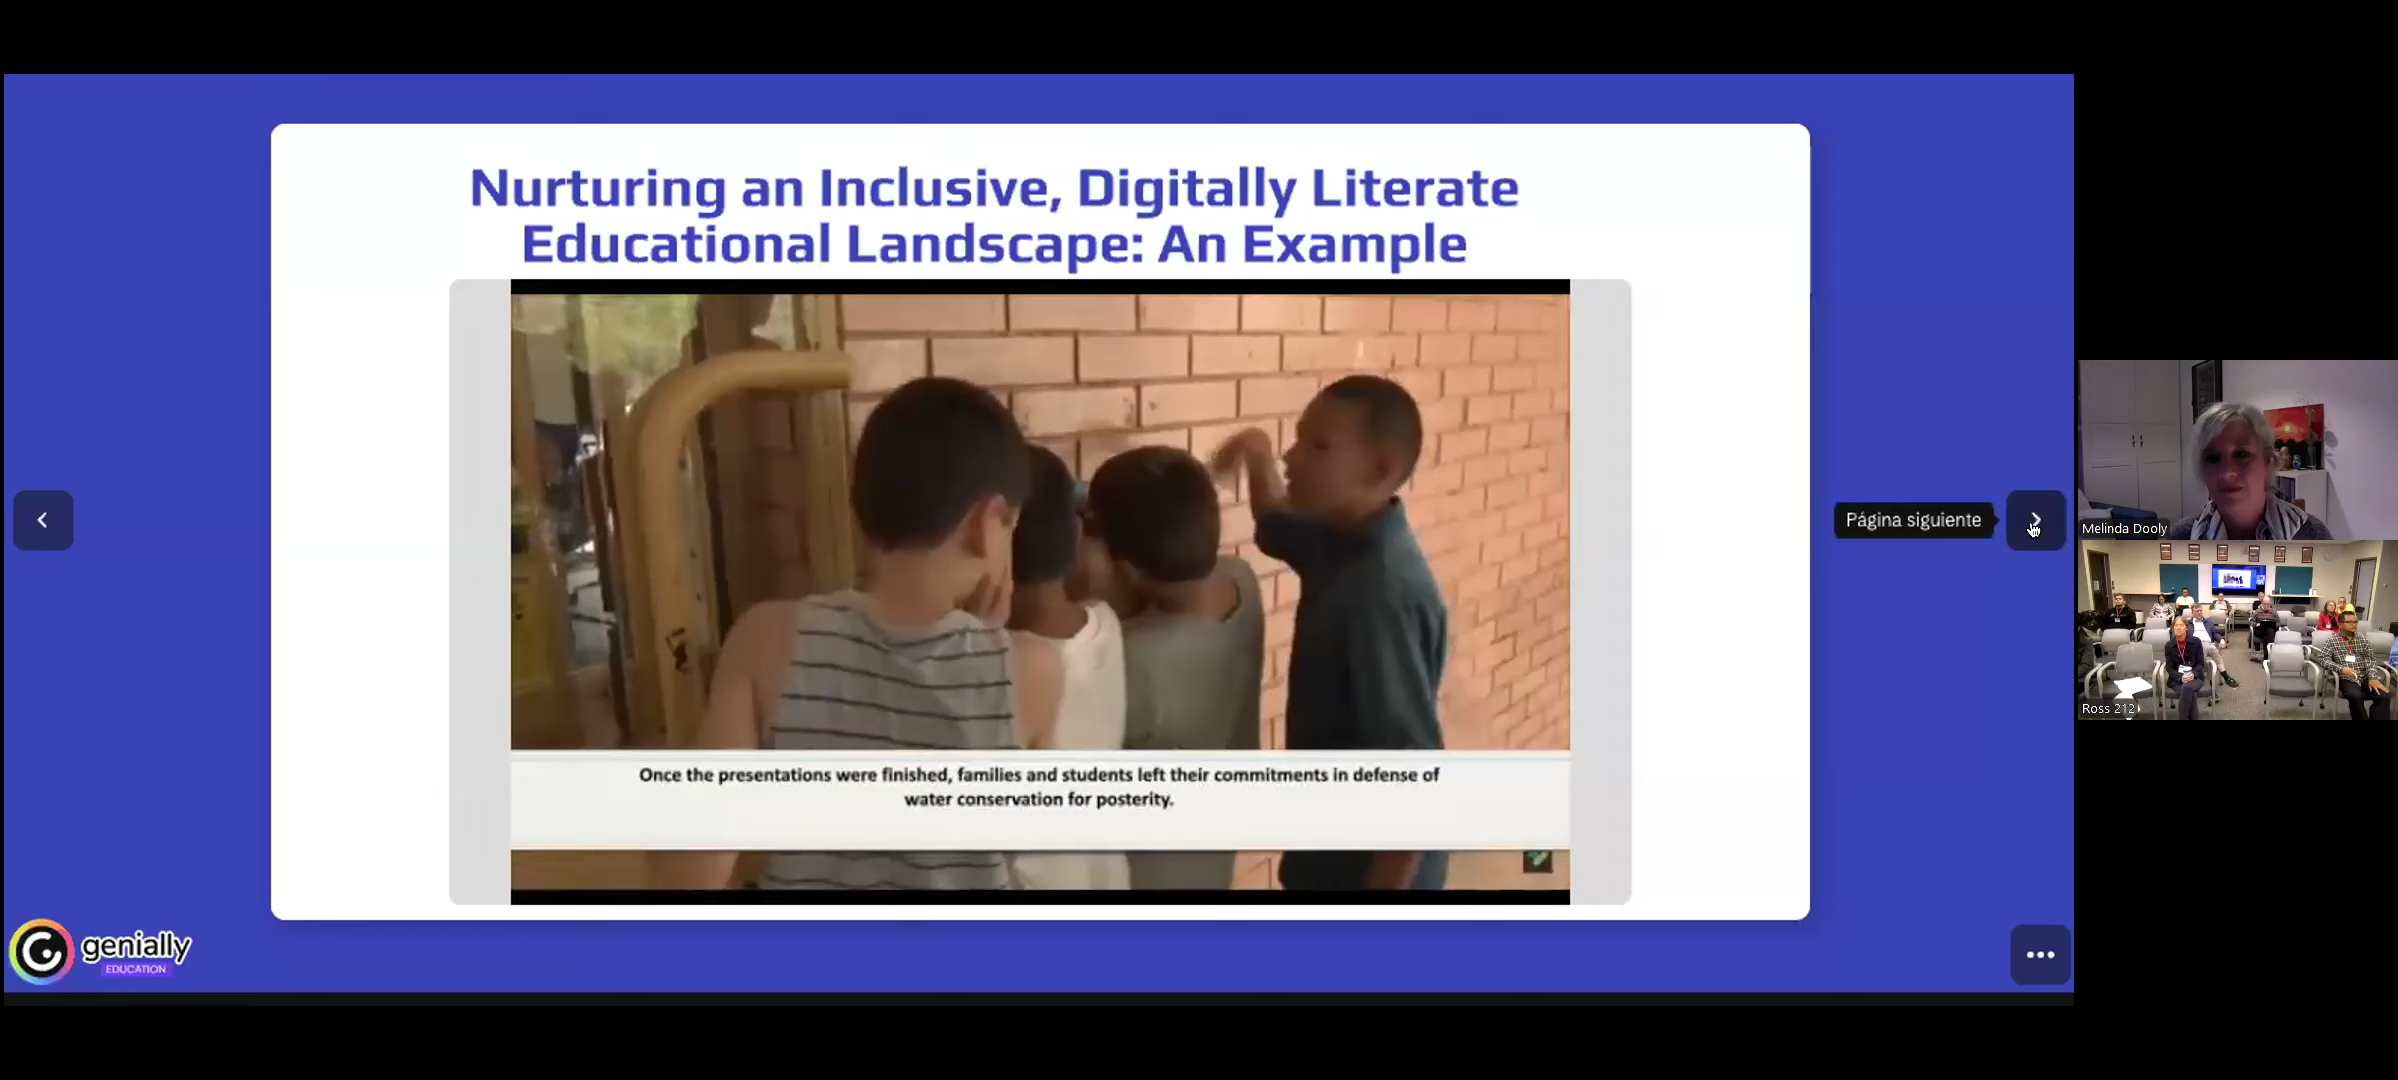 Nurturing an Inclusive, Digitally Literate
Educational Landscape: An Example
Once the presentations were finished, families and students left their commitments in defense of
water conservation for posterity.
Página siguiente
genially
EDUCATION
Melinda Dooly
Ross 212